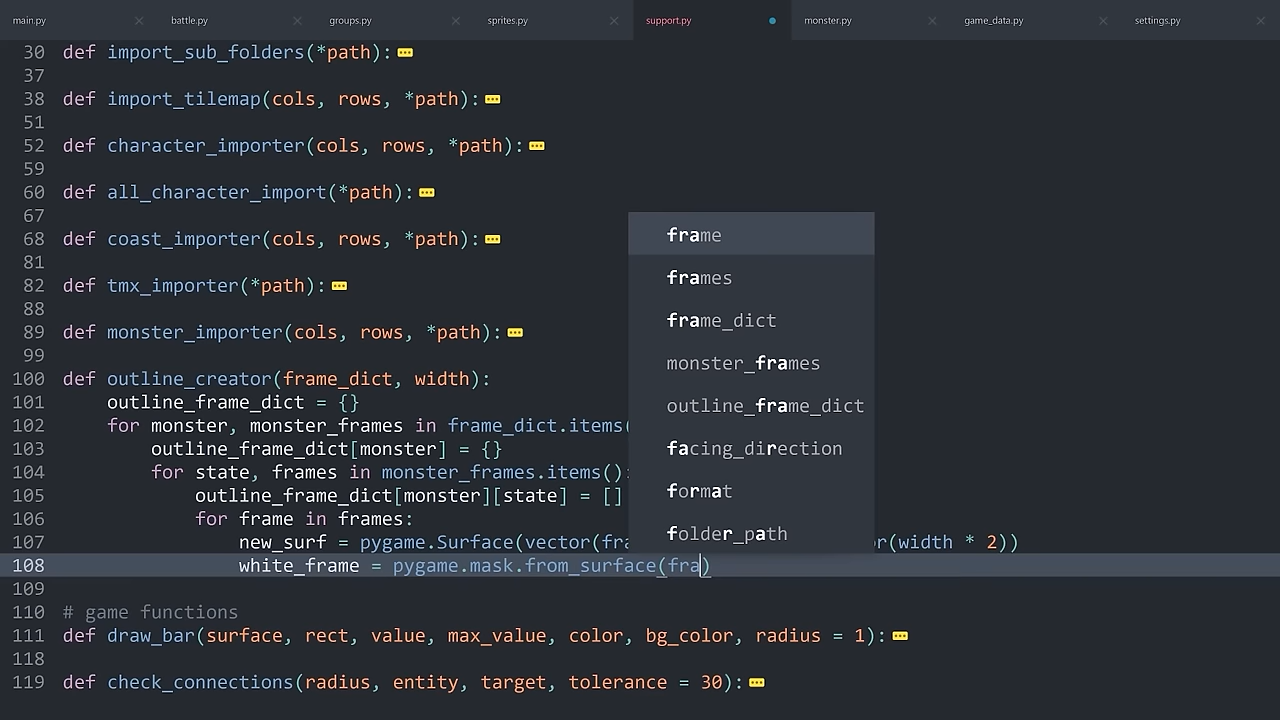 main.py battle.py groups.py sprites.py support.py monster.py game_data.py settings.py
30 def import_sub_folders(*path):
37
38 def import_tilemap(cols, rows, *path):
51
52 def character_importer(cols, rows, *path):
59
60 def all_character_import(*path):
67
68 def coast_importer(cols, rows, *path):
81
82 def tmx_importer(*path):
88
89 def monster_importer(cols, rows, *path):
99
100 def outline_creator(frame_dict, width):
101 outline_frame_dict = {}
102 for monster, monster_frames in frame_dict.items(
103 outline_frame_dict[monster] = {}
104 for state, frames in monster_frames.items():
105 outline_frame_dict[monster][state] = []
106 for frame in frames:
107 new_surf = pygame.Surface(vector(fra r(width * 2))
108 white_frame = pygame.mask.from_surface(fra)
109
110 # game functions
111 def draw_bar(surface, rect, value, max_value, color, bg_color, radius = 1):
118
119 def check_connections(radius, entity, target, tolerance = 30):
frame
frames
frame_dict
monster_frames
outline_frame_dict
facing_direction
format
folder_path